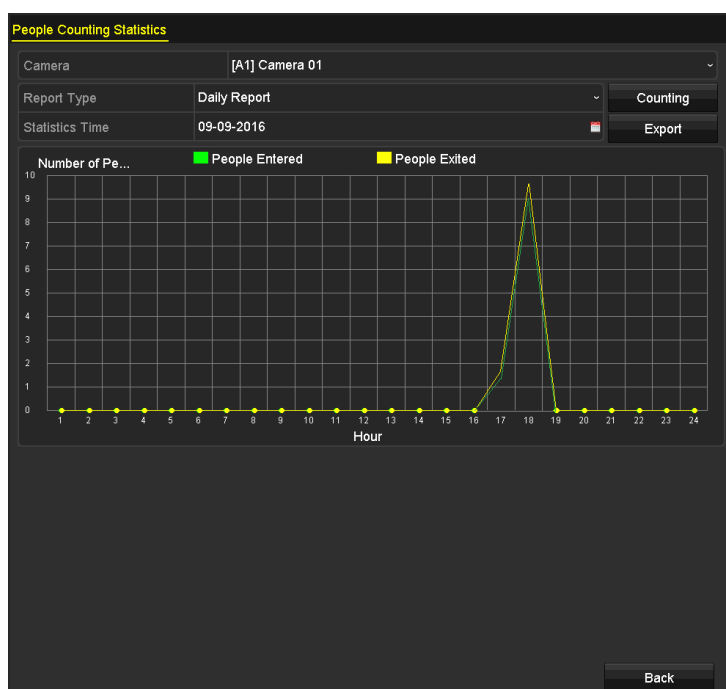 People Counting Statistics
Camera [A1] Camera 01
Report Type Daily Report Counting
Statistics Time 09-09-2016 Export
Number of Pe... People Entered People Exited
10
9
8
7
6
5
4
3
2
1
0
1 2 3 4 5 6 7 8 9 10 11 12 13 14 15 16 17 18 19 20 21 22 23 24
Hour
Back